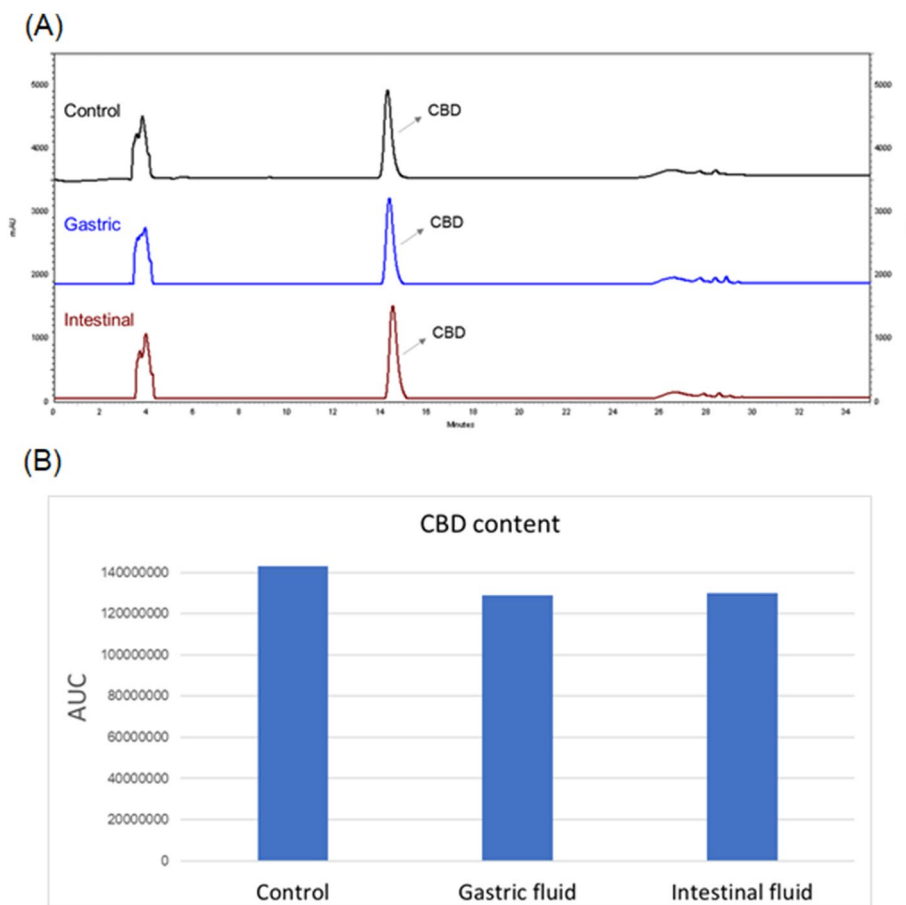 (A)
5000
Control
CBD
4000
4000
3000
3000
mAU
Gastric
CBD
2000
2000
Intestinal
CBD
1000
1000
0
0
0 2 4 6 8 10 12 14 16 18 20 22 24 26 28 30 32 34
Minutes
(B)
CBD content
140000000
120000000
100000000
80000000
60000000
40000000
20000000
0
AUC
Control Gastric fluid Intestinal fluid